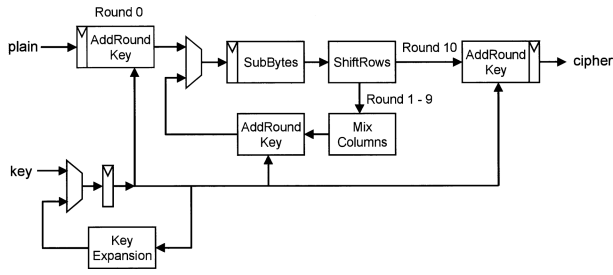 Round 0
plain
AddRound
Key
SubBytes
ShiftRows
Round 10
AddRound
Key
cipher
Round 1 - 9
AddRound
Key
Mix
Columns
key
Key
Expansion